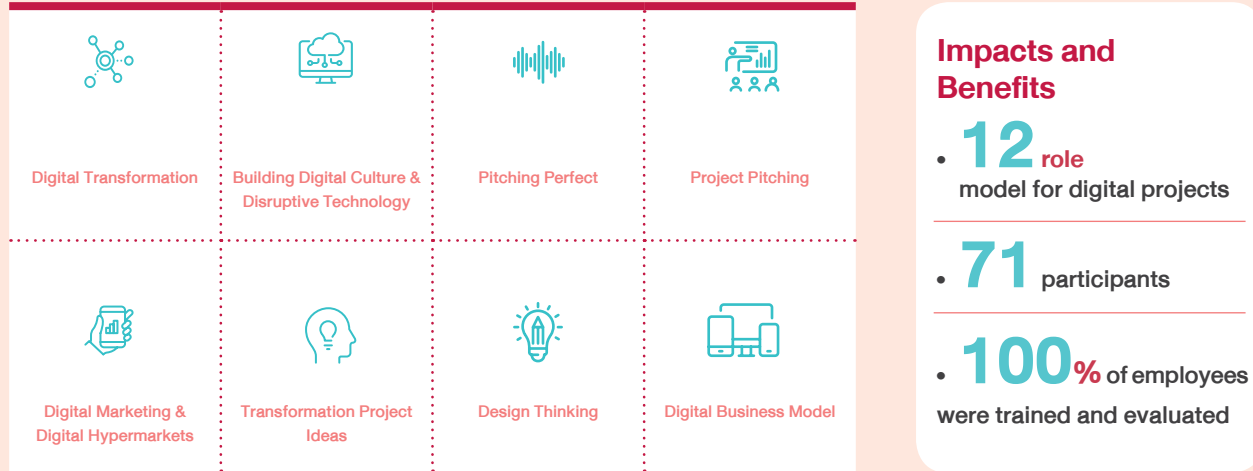 Digital Transformation
Building Digital Culture &
Disruptive Technology
Pitching Perfect
Project Pitching
Digital Marketing &
Digital Hypermarkets
Transformation Project
Ideas
Design Thinking
Digital Business Model
Impacts and
Benefits
• 12 role
model for digital projects
• 71 participants
• 100% of employees
were trained and evaluated